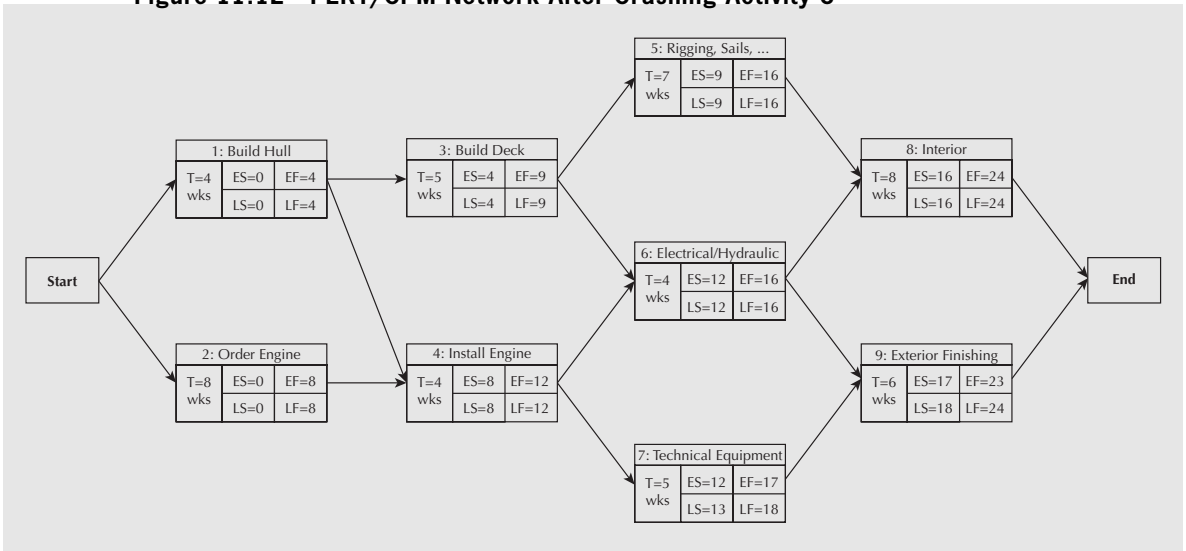 Figure 11.12 PERT/CPM Network After Crashing Activity 8
5: Rigging, Sails, ...
T=7 wks ES=9 EF=16
LS=9 LF=16
1: Build Hull
T=4 wks ES=0 EF=4
LS=0 LF=4
3: Build Deck
T=5 wks ES=4 EF=9
LS=4 LF=9
8: Interior
T=8 wks ES=16 EF=24
LS=16 LF=24
6: Electrical/Hydraulic
T=4 wks ES=12 EF=16
LS=12 LF=16
Start
End
2: Order Engine
T=8 wks ES=0 EF=8
LS=0 LF=8
4: Install Engine
T=4 wks ES=8 EF=12
LS=8 LF=12
9: Exterior Finishing
T=6 wks ES=17 EF=23
LS=18 LF=24
7: Technical Equipment
T=5 wks ES=12 EF=17
LS=13 LF=18